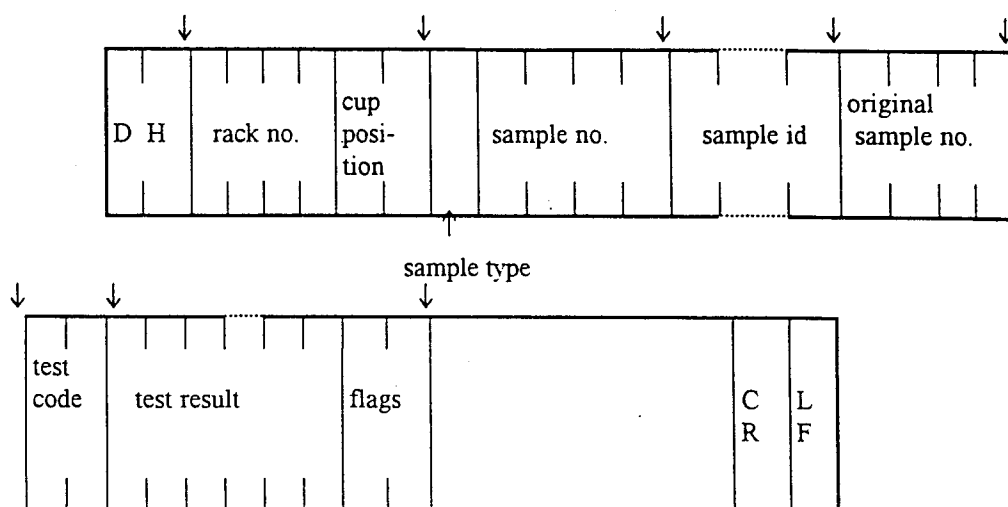 D H
rack no.
cup
posi-
tion
sample no.
sample id
original
sample no.
sample type
test
code
test result
flags
C
R
L
F